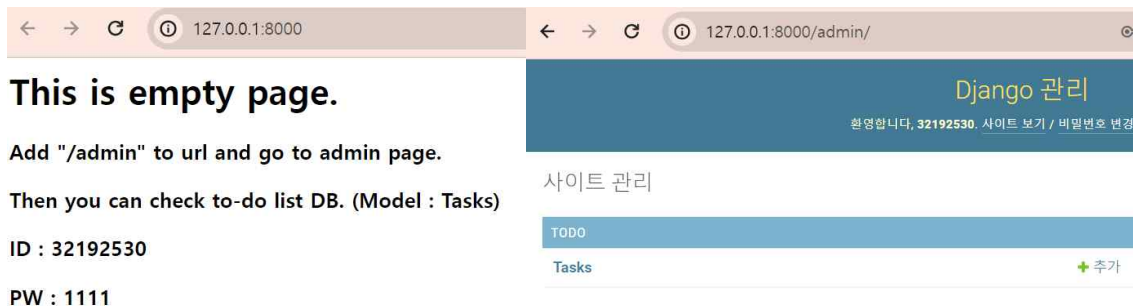 127.0.0.1:8000
This is empty page.
Add "/admin" to url and go to admin page.
Then you can check to-do list DB. (Model : Tasks)
ID : 32192530
PW : 1111
127.0.0.1:8000/admin/
Django 관리
환영합니다, 32192530. 사이트 보기 / 비밀번호 변경
사이트 관리
TODO
Tasks
추가